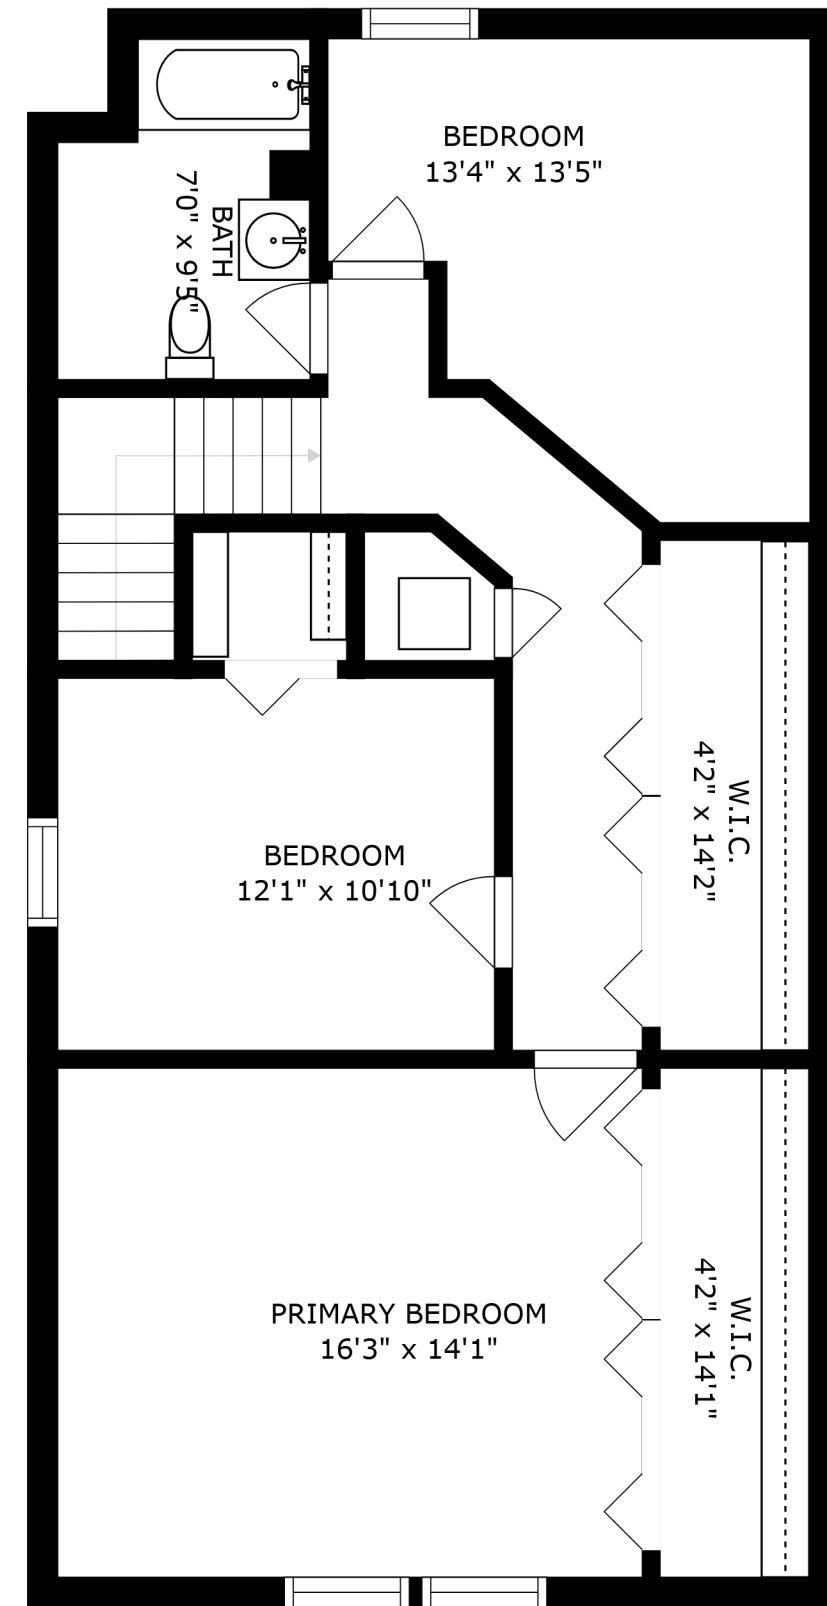 BEDROOM
13'4" x 13'5"
BATH
7'0" x 9'5"
W.I.C.
4'2" x 14'2"
BEDROOM
12'1" x 10'10"
PRIMARY BEDROOM
16'3" x 14'1"
W.I.C.
4'2" x 14'1"